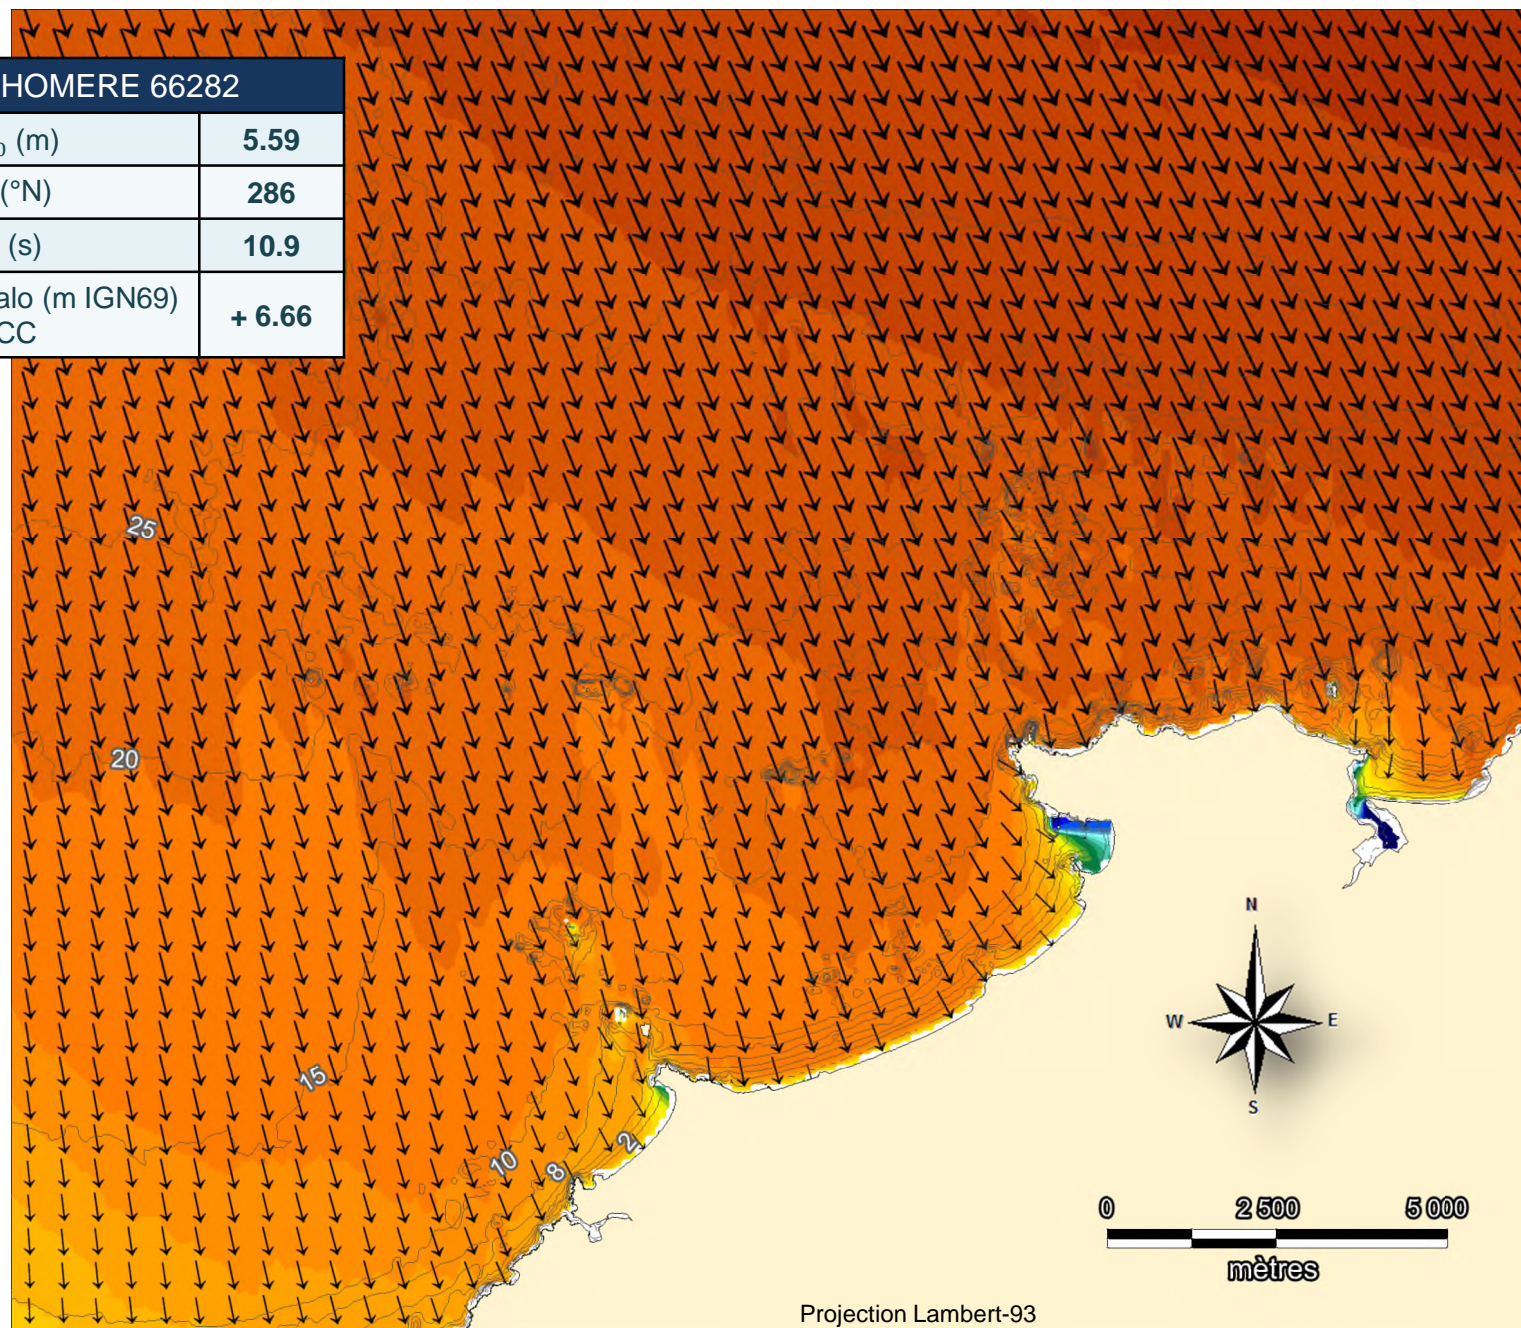 HOMERE 66282
0 (m) 5.59
(°N) 286
(s) 10.9
alo (m IGN69)
CC + 6.66
25
20
15
10
8
2
N
W E
S
0 2 500 5 000
mètres
Projection Lambert-93